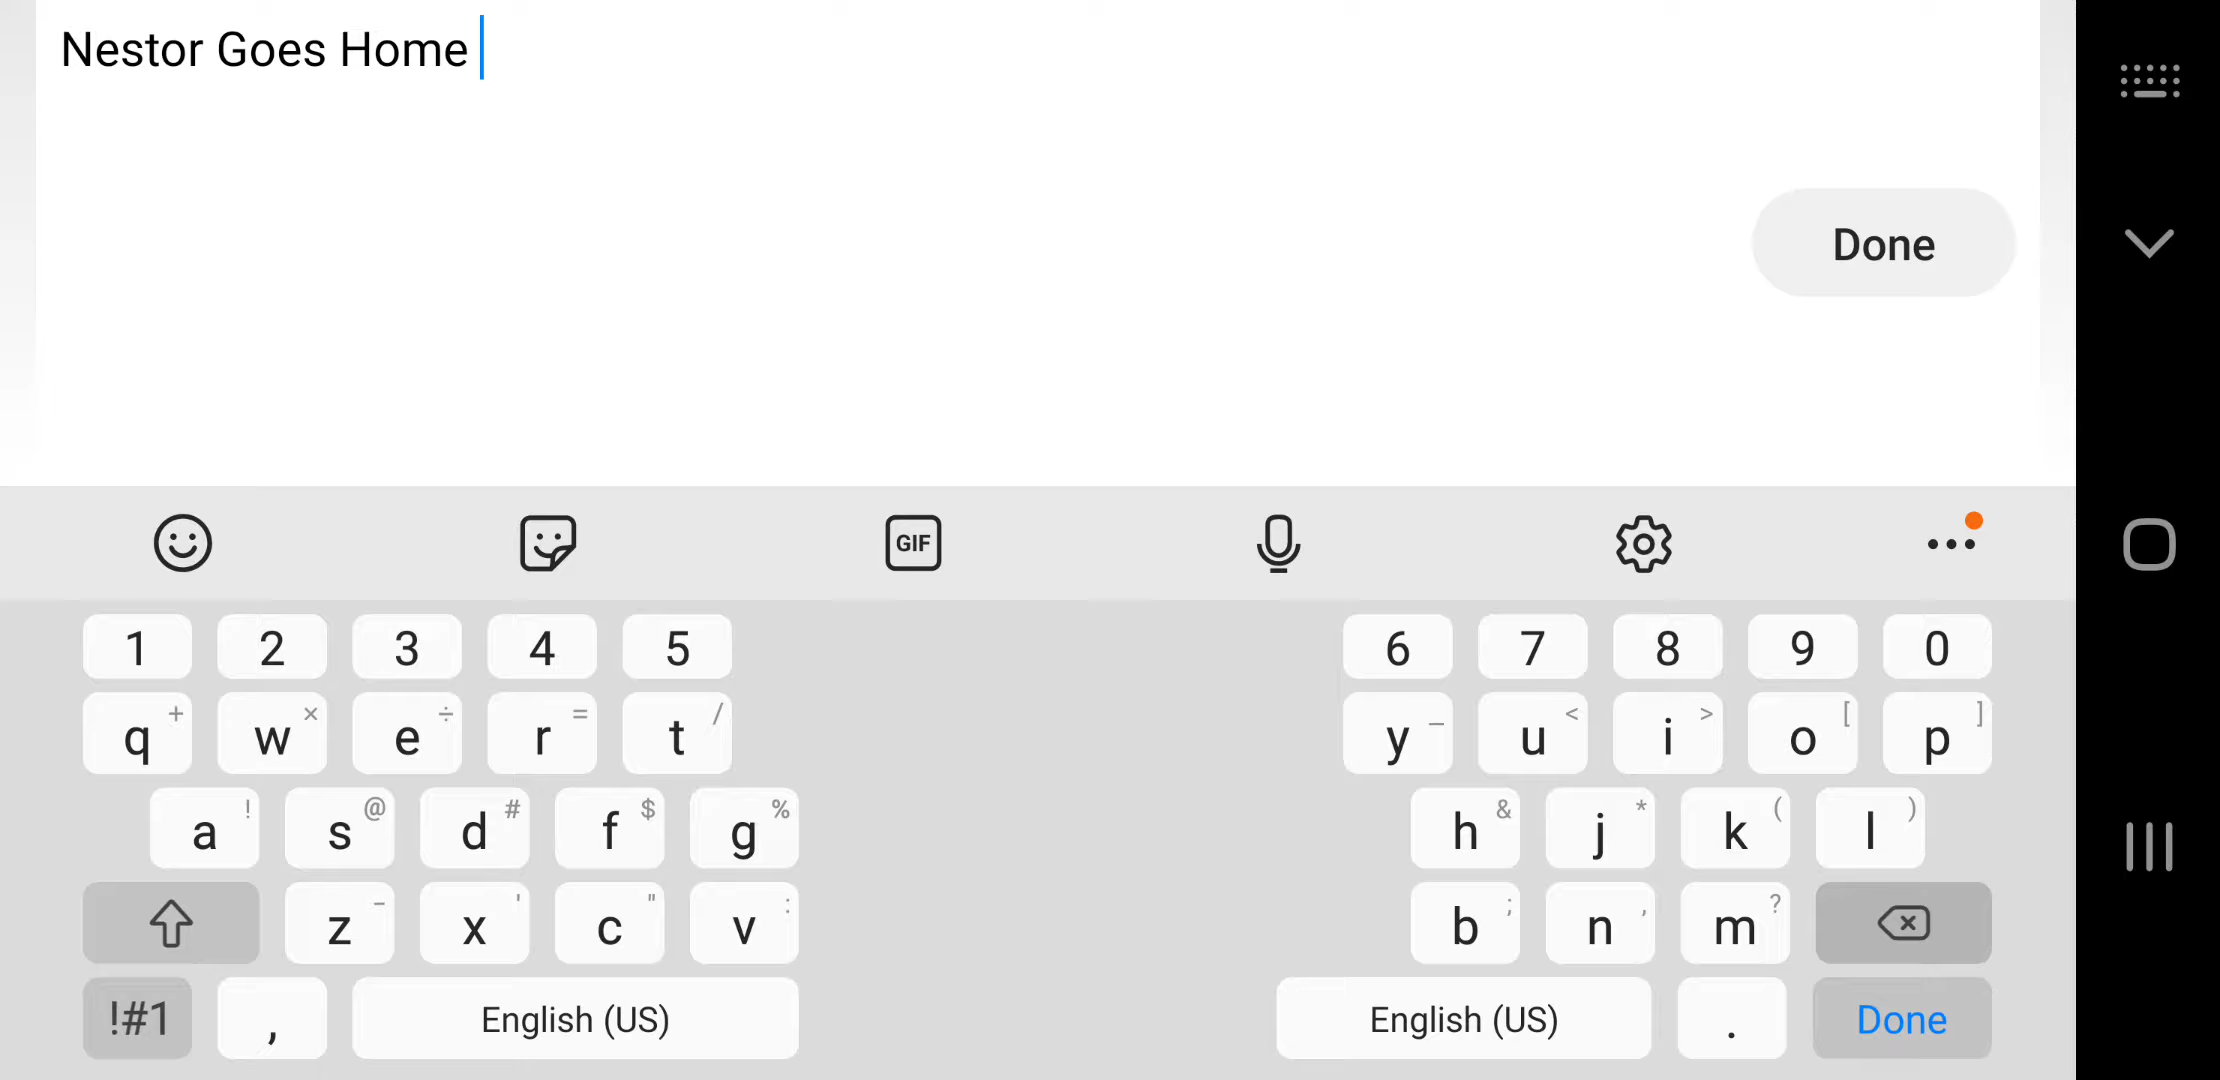 Nestor Goes Home
Done
GIF
1 2 3 4 5 6 7 8 9 0
q + w × e ÷ r = t / y _ u < i > o [ p ]
a ! s @ d # f $ g % h & j * k ( l )
z - x ' c " v : b ; n , m ?
!#1 , English (US) English (US) . Done